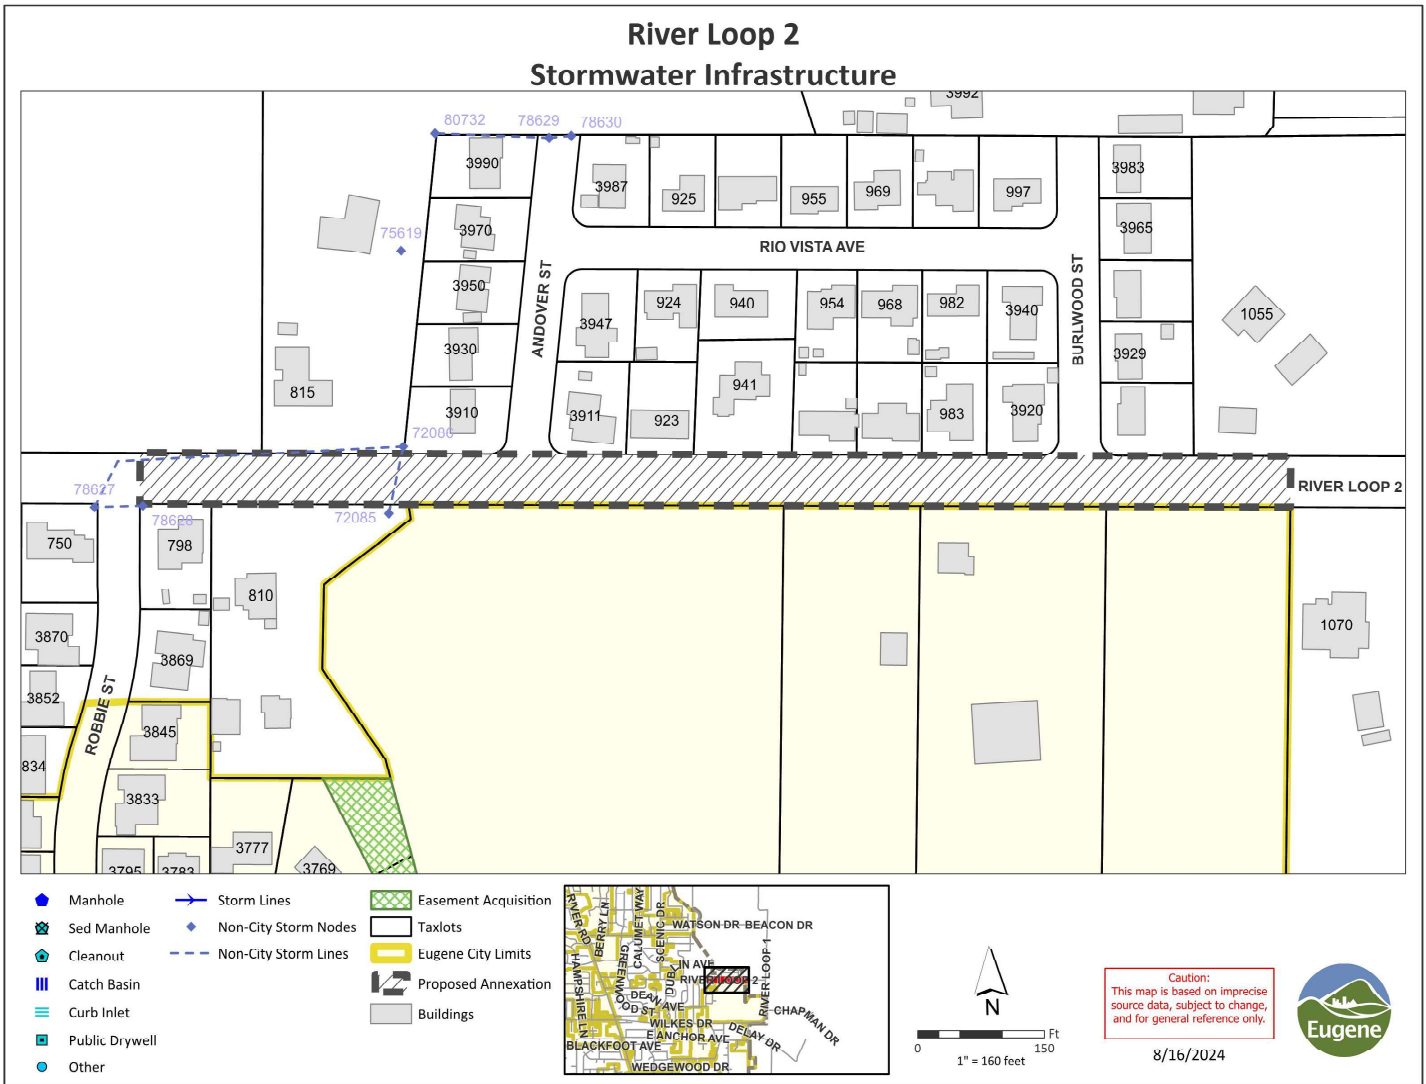 River Loop 2
Stormwater Infrastructure
3992
80732
78629
78630
3990
3987
925
955
969
997
3983
75619
3970
3965
RIO VISTA AVE
ANDOVER ST
BURLWOOD ST
3950
924
940
954
968
982
3940
3947
1055
3930
3929
815
941
3910
3911
923
983
3920
72086
78627
78628
72085
RIVER LOOP 2
750
798
810
3870
3869
1070
3852
ROBBIE ST
3845
834
3833
3777
3795
3783
3769
Manhole
Sed Manhole
Cleanout
Catch Basin
Curb Inlet
Public Drywell
Other
Storm Lines
Non-City Storm Nodes
Non-City Storm Lines
Easement Acquisition
Taxlots
Eugene City Limits
Proposed Annexation
Buildings
RIVER RD
BERRY LN
CALUMET WAY
SCENIC DR
WATSON DR
BEACON DR
HAMPSHIRE LN
GREENWOOD ST
IN AVE
RIVER LOOP 2
RIVER LOOP 1
DEAN AVE
WILKES DR
CHAPMAN DR
E ANCHOR AVE
DELAY DR
BLACKFOOT AVE
WEDGEWOOD DR
N
Ft
0 150
1" = 160 feet
Caution:
This map is based on imprecise
source data, subject to change,
and for general reference only.
8/16/2024
Eugene